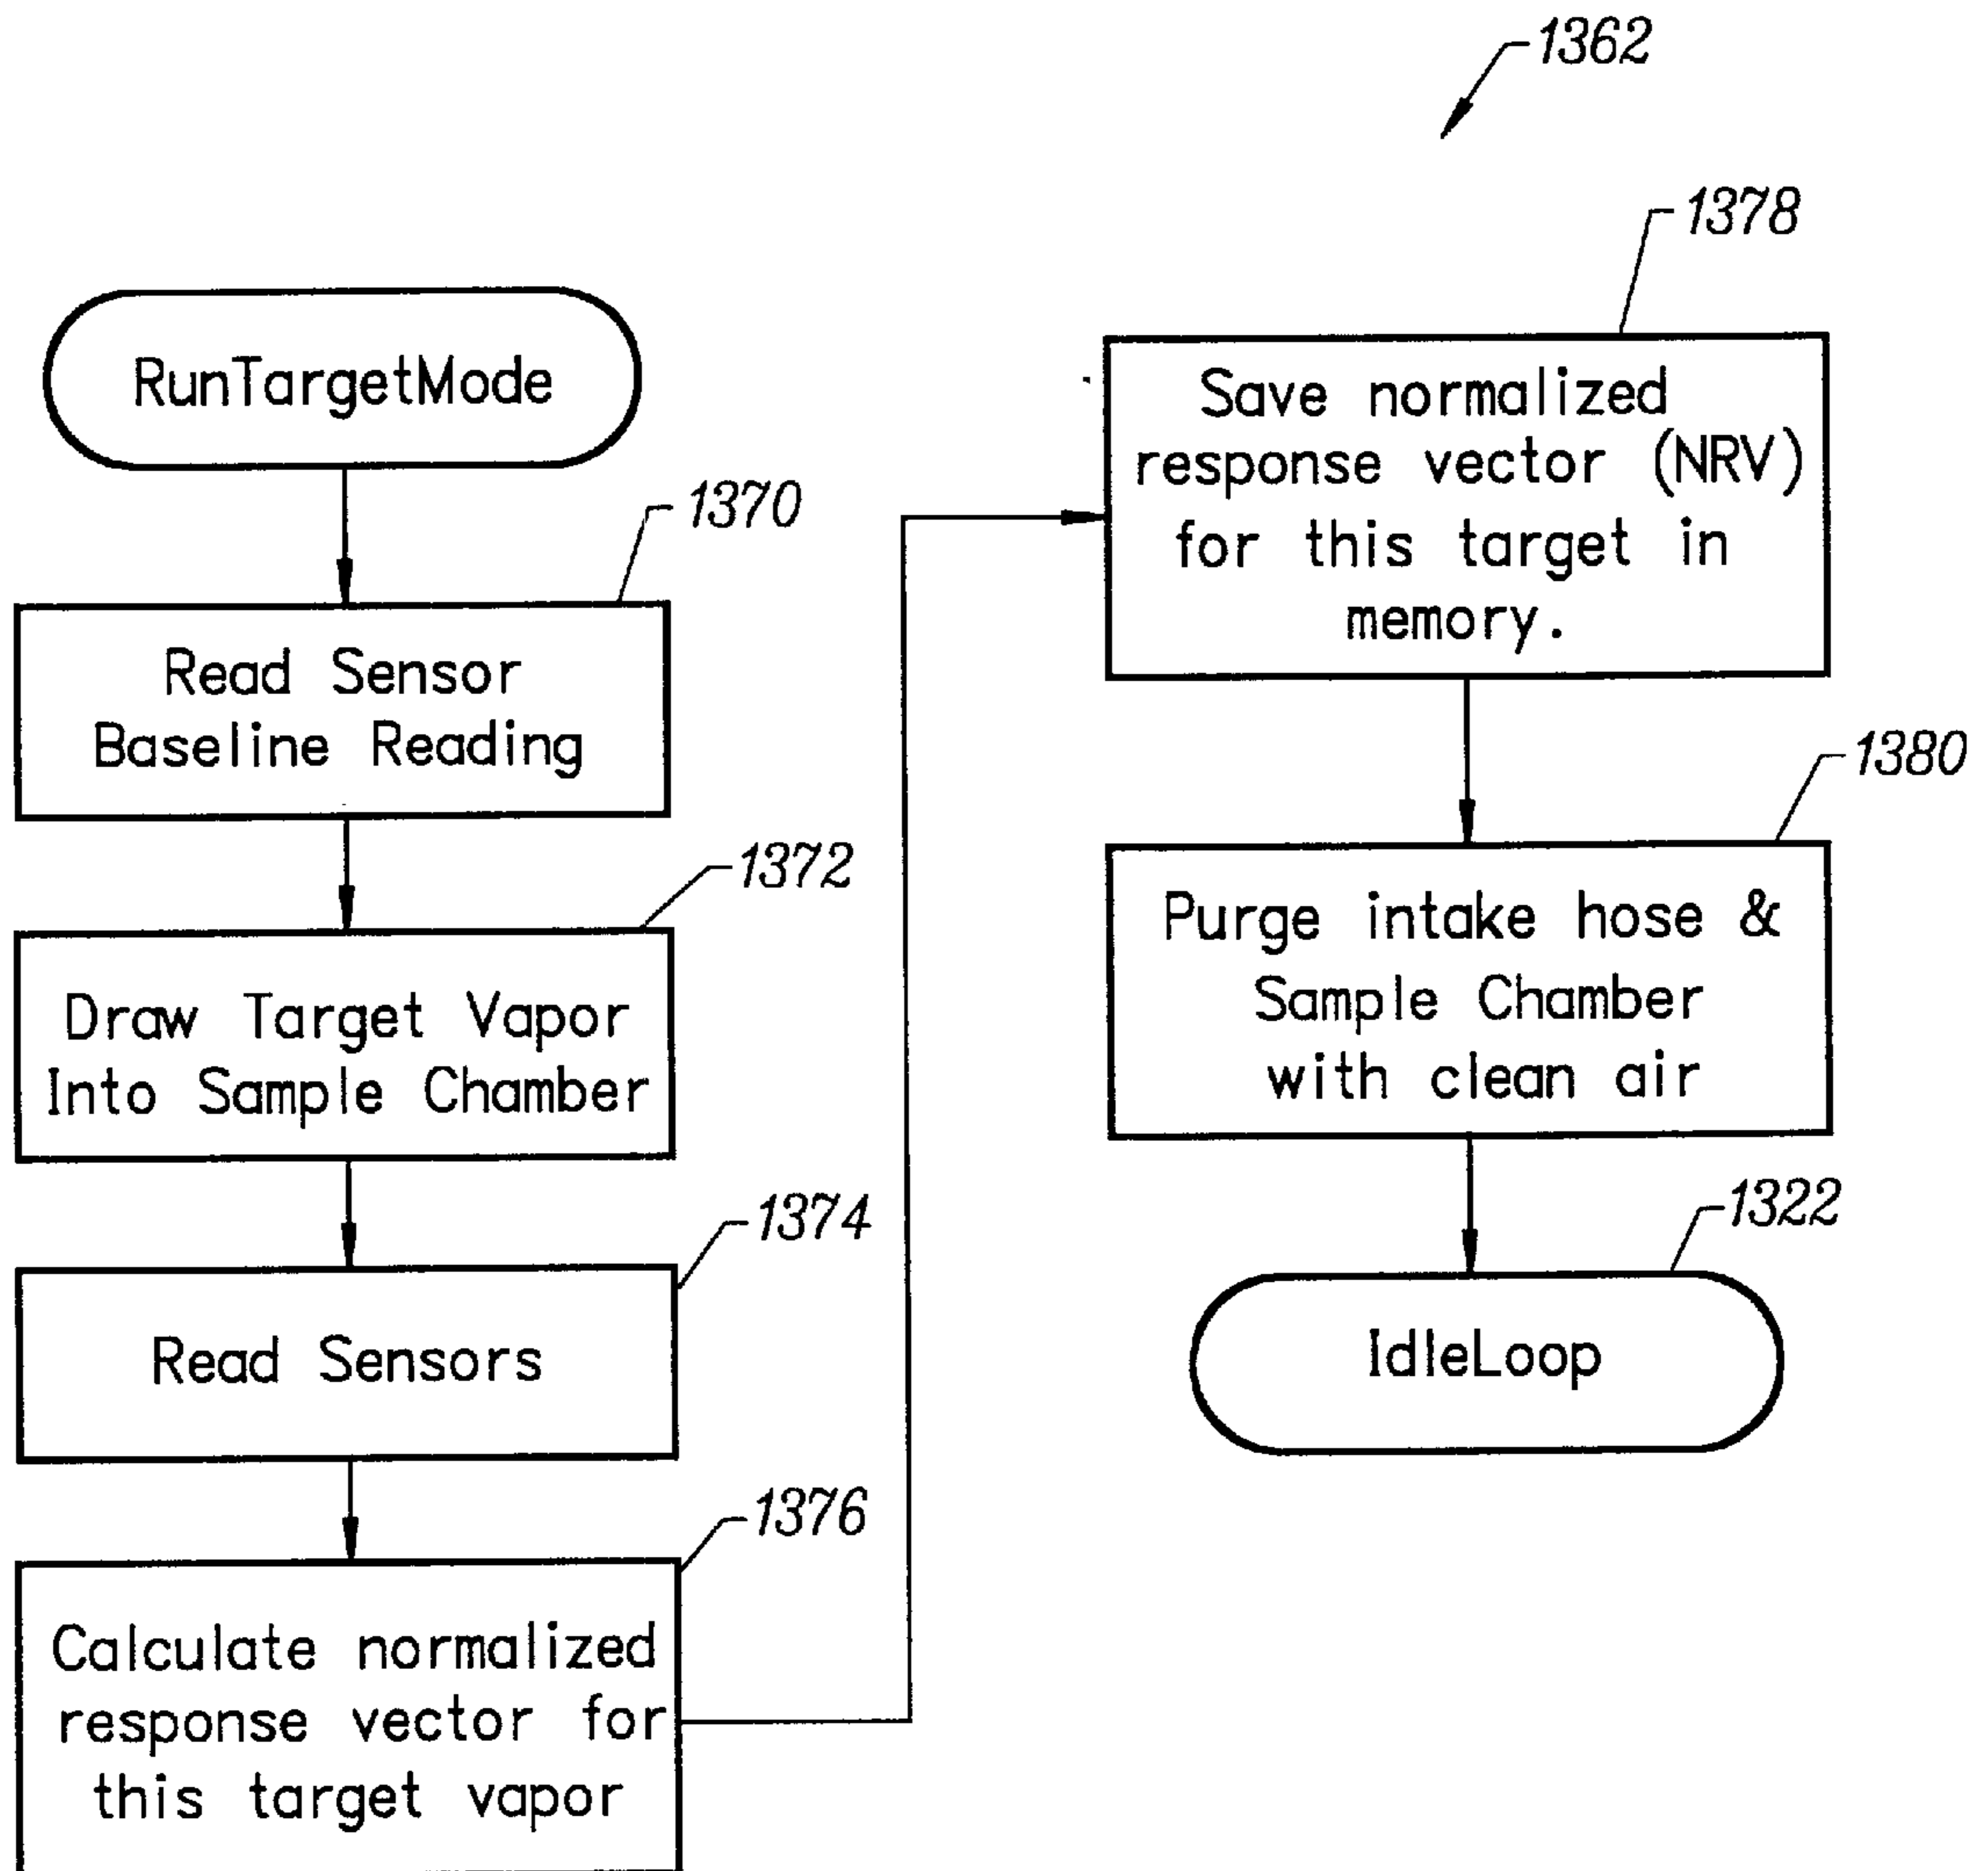 RunTargetMode
1370
Read Sensor
Baseline Reading
1372
Draw Target Vapor
Into Sample Chamber
1374
Read Sensors
1376
Calculate normalized
response vector for
this target vapor
1362
1378
Save normalized
response vector (NRV)
for this target in
memory.
1380
Purge intake hose &
Sample Chamber
with clean air
1322
IdleLoop